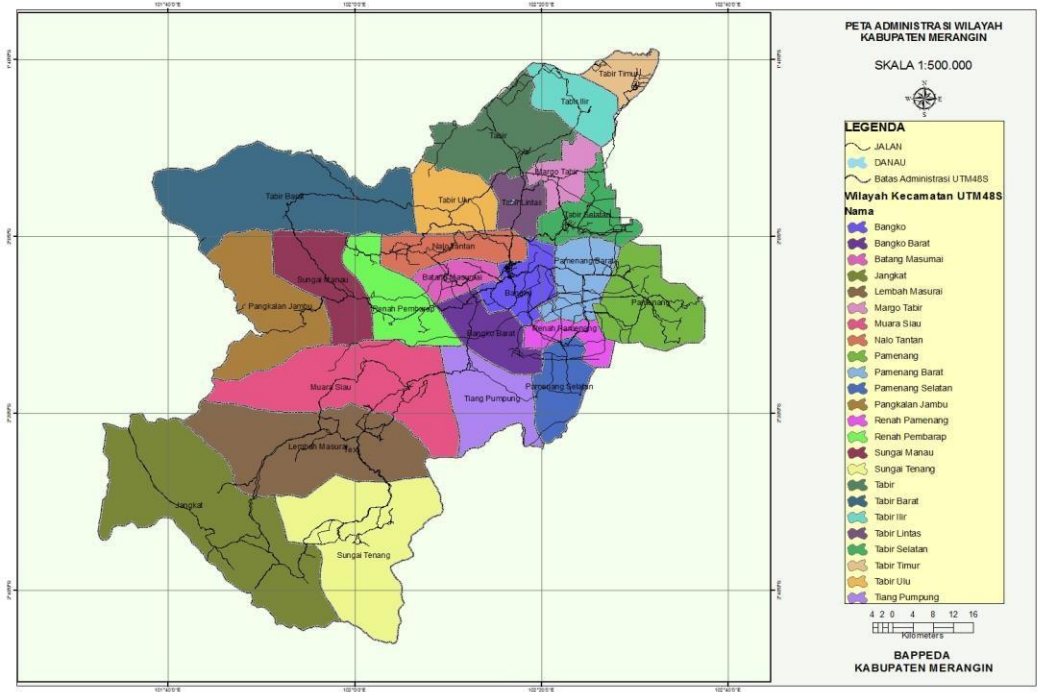 PETA ADMINISTRASI WILAYAH
KABUPATEN MERANGIN
SKALA 1:500.000
N
W E
S
LEGENDA
JALAN
DANAU
Batas Administrasi UTM48S
Wilayah Kecamatan UTM48S
Nama
Bangko
Bangko Barat
Batang Masumai
Jangkat
Lembah Masurai
Margo Tabir
Muara Siau
Nalo Tantan
Pamenang
Pamenang Barat
Pamenang Selatan
Pangkalan Jambu
Renah Pamenang
Renah Pembarap
Sungai Manau
Sungai Tenang
Tabir
Tabir Barat
Tabir Ilir
Tabir Lintas
Tabir Selatan
Tabir Timur
Tabir Ulu
Tiang Pumpung
4 2 0 4 8 12 16
Kilometers
BAPPEDA
KABUPATEN MERANGIN
Tabir Timur
Tabir Ilir
Tabir
Margo Tabir
Tabir Barat
Tabir Ulu
Tabir Lintas
Tabir Selatan
Nalo Tantan
Pamenang Barat
Batang Masumai
Sungai Manau
Bangko
Pangkalan Jambu
Renah Pembarap
Pamenang
Bangko Barat
Renah Pamenang
Muara Siau
Pamenang Selatan
Tiang Pumpung
Lembah Masurai
Text
Jangkat
Sungai Tenang